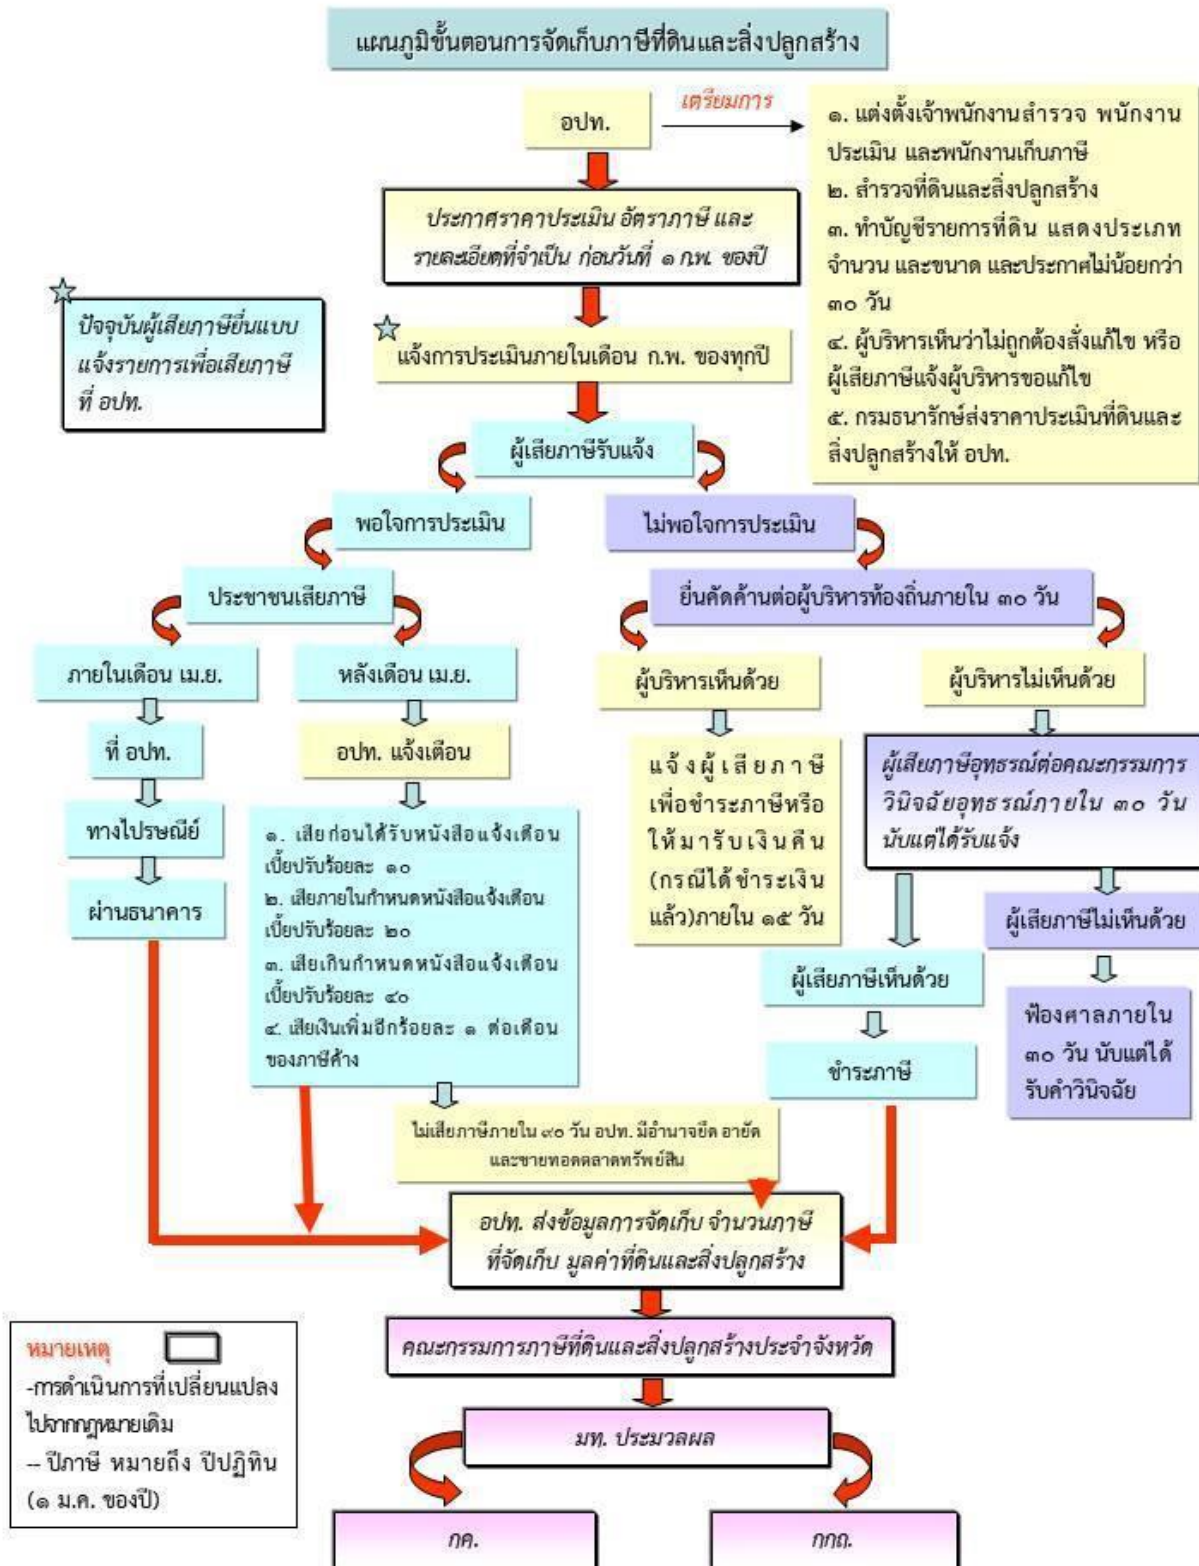 แผนภูมิขั้นตอนการจัดเก็บภาษีที่ดินและสิ่งปลูกสร้าง
อปท.
เตรียมการ
๑. แต่งตั้งเจ้าพนักงานสำรวจ พนักงาน
ประเมิน และพนักงานเก็บภาษี
๒. สำรวจที่ดินและสิ่งปลูกสร้าง
๓. ทำบัญชีรายการที่ดิน แสดงประเภท
จำนวน และขนาด และประกาศไม่น้อยกว่า
๓๐ วัน
๔. ผู้บริหารเห็นว่าไม่ถูกต้องสั่งแก้ไข หรือ
ผู้เสียภาษีแจ้งผู้บริหารขอแก้ไข
๕. กรมธนารักษ์ส่งราคาประเมินที่ดินและ
สิ่งปลูกสร้างให้ อปท.
ประกาศราคาประเมิน อัตราภาษี และ
รายละเอียดที่จำเป็น ก่อนวันที่ ๑ ก.พ. ของปี
ปัจจุบันผู้เสียภาษียื่นแบบ
แจ้งรายการเพื่อเสียภาษี
ที่ อปท.
แจ้งการประเมินภายในเดือน ก.พ. ของทุกปี
ผู้เสียภาษีรับแจ้ง
พอใจการประเมิน
ไม่พอใจการประเมิน
ประชาชนเสียภาษี
ยื่นคัดค้านต่อผู้บริหารท้องถิ่นภายใน ๓๐ วัน
ภายในเดือน เม.ย.
หลังเดือน เม.ย.
ผู้บริหารเห็นด้วย
ผู้บริหารไม่เห็นด้วย
ที่ อปท.
อปท. แจ้งเตือน
แจ้งผู้เสียภาษี
เพื่อชำระภาษีหรือ
ให้มารับเงินคืน
(กรณีได้ชำระเงิน
แล้ว)ภายใน ๑๕ วัน
ผู้เสียภาษีอุทธรณ์ต่อคณะกรรมการ
วินิจฉัยอุทธรณ์ภายใน ๓๐ วัน
นับแต่ได้รับแจ้ง
ทางไปรษณีย์
ผ่านธนาคาร
๑. เสียก่อนได้รับหนังสือแจ้งเตือน
เบี้ยปรับร้อยละ ๑๐
๒. เสียภายในกำหนดหนังสือแจ้งเตือน
เบี้ยปรับร้อยละ ๒๐
๓. เสียเกินกำหนดหนังสือแจ้งเตือน
เบี้ยปรับร้อยละ ๔๐
๔. เสียเงินเพิ่มอีกร้อยละ ๑ ต่อเดือน
ของภาษีค้าง
ผู้เสียภาษีไม่เห็นด้วย
ผู้เสียภาษีเห็นด้วย
ฟ้องศาลภายใน
๓๐ วัน นับแต่ได้
รับคำวินิจฉัย
ชำระภาษี
ไม่เสียภาษีภายใน ๙๐ วัน อปท. มีอำนาจยึด อายัด
และขายทอดตลาดทรัพย์สิน
อปท. ส่งข้อมูลการจัดเก็บ จำนวนภาษี
ที่จัดเก็บ มูลค่าที่ดินและสิ่งปลูกสร้าง
คณะกรรมการภาษีที่ดินและสิ่งปลูกสร้างประจำจังหวัด
มท. ประมวลผล
กค.
กกถ.
หมายเหตุ
-การดำเนินการที่เปลี่ยนแปลง
ไปจากกฎหมายเดิม
-- ปีภาษี หมายถึง ปีปฏิทิน
(๑ ม.ค. ของปี)